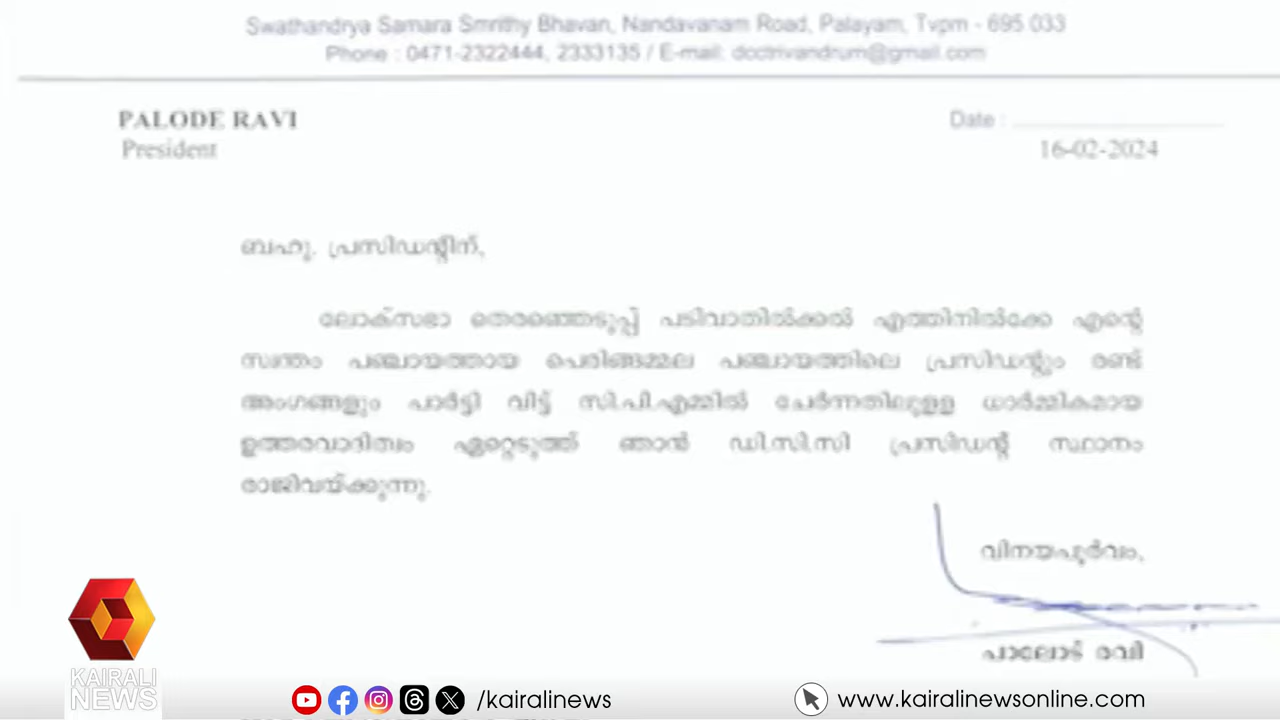 Swathandrya Samara Smrithy Bhavan, Nandavanam Road, Palayam, Tvpm - 695 033
Phone : 0471-2322444, 2333135 / E-mail: doctrivandrum@gmail.com
PALODE RAVI
Date :
President
16-02-2024
ബഹു. പ്രസിഡന്റിന്,
ലോക്സഭാ തെരഞ്ഞെടുപ്പ് പടിവാതിൽക്കൽ എത്തിനിൽക്കേ എന്റെ
സ്വന്തം പഞ്ചായത്തായ പെരിങ്ങമ്മല പഞ്ചായത്തിലെ പ്രസിഡന്റും രണ്ട്
അംഗങ്ങളും പാർട്ടി വിട്ട് സി.പി.എമ്മിൽ ചേർന്നതിലുള്ള ധാർമ്മികമായ
ഉത്തരവാദിത്വം ഏറ്റെടുത്ത് ഞാൻ ഡി.സി.സി പ്രസിഡന്റ് സ്ഥാനം
രാജിവയ്ക്കുന്നു.
വിനയപൂർവം,
പാലോട് രവി
KAIRALI
NEWS
/kairalinews
www.kairalinewsonline.com